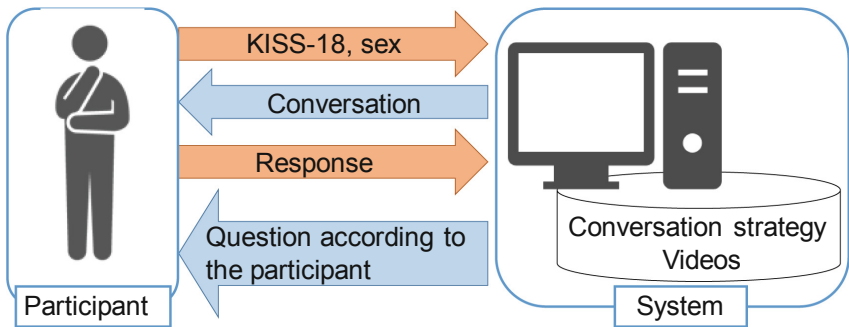 KISS-18, sex
Conversation
Response
Question according to
the participant
Conversation strategy
Videos
Participant
System